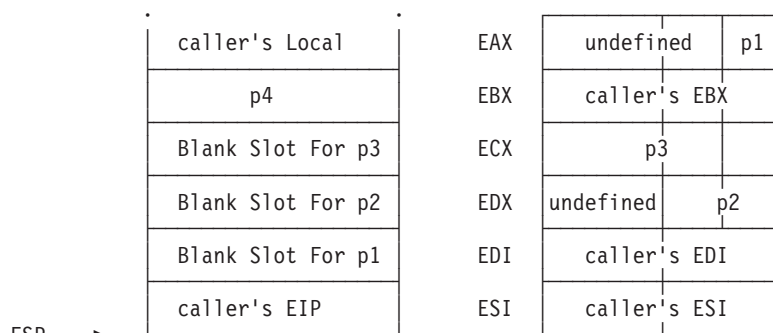 caller's Local EAX undefined p1
p4 EBX caller's EBX
Blank Slot For p3 ECX p3
Blank Slot For p2 EDX undefined p2
Blank Slot For p1 EDI caller's EDI
caller's EIP ESI caller's ESI